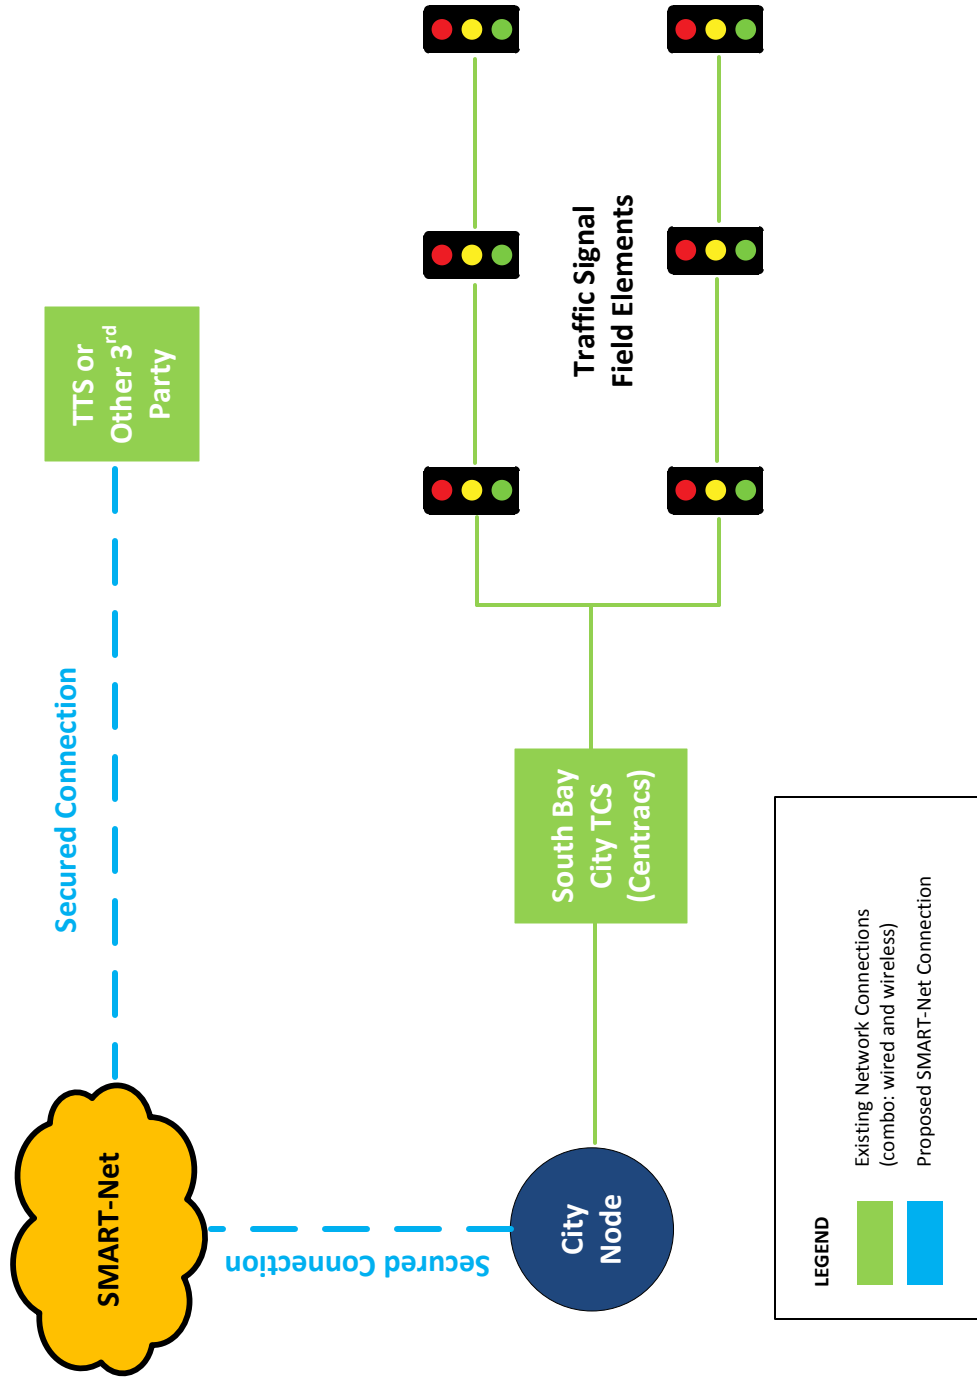 SMART-Net
Secured Connection
TTS or
Other 3rd
Party
Secured Connection
City
Node
South Bay
City TCS
(Centracs)
Traffic Signal
Field Elements
LEGEND
Existing Network Connections
(combo: wired and wireless)
Proposed SMART-Net Connection